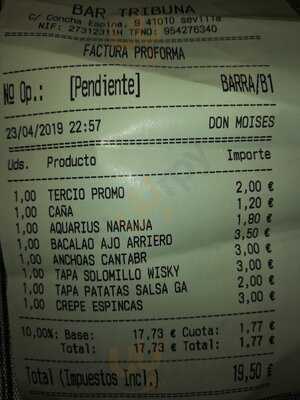 BAR TRIBUNA
C/ Concha Espina, 9 41010 sevilla
NIF: 27312311H TFNO: 954276340
FACTURA PROFORMA
Nº Op.: [Pendiente] BARRA/B1
23/04/2019 22:57 DON MOISES
Uds. Producto Importe
1,00 TERCIO PROMO 2,00 €
1,00 CAÑA 1,20 €
1,00 AQUARIUS NARANJA 1,80 €
1,00 BACALAO AJO ARRIERO 3,50 €
1,00 ANCHOAS CANTABR 3,00 €
1,00 TAPA SOLOMILLO WISKY 3,00 €
1,00 TAPA PATATAS SALSA GA 2,00 €
1,00 CREPE ESPINCAS 3,00 €
10,00%: Base: 17,73 € Cuota: 1,77 €
Total: 17,73 € Total: 1,77 €
Total (Impuestos Incl.) 19,50 €